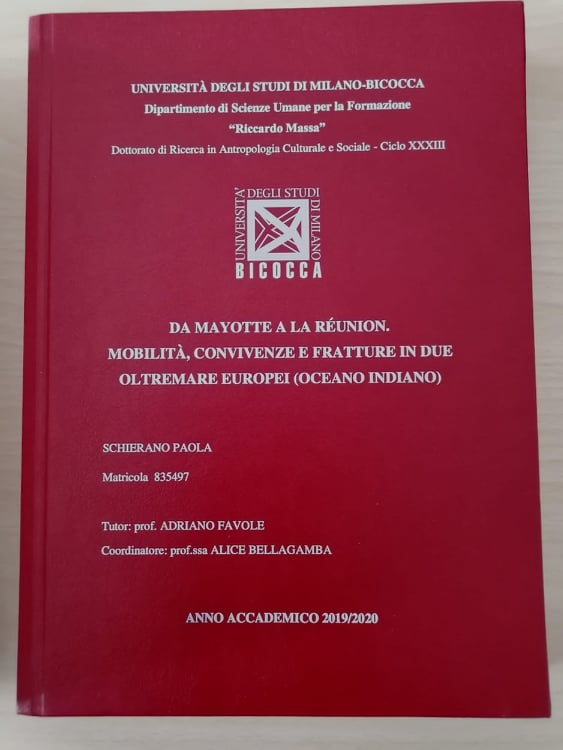 UNIVERSITÀ DEGLI STUDI DI MILANO-BICOCCA
Dipartimento di Scienze Umane per la Formazione
“Riccardo Massa”
Dottorato di Ricerca in Antropologia Culturale e Sociale - Ciclo XXXIII
UNIVERSITA' DEGLI STUDI DI MILANO
BICOCCA
DA MAYOTTE A LA RÉUNION.
MOBILITÀ, CONVIVENZE E FRATTURE IN DUE
OLTREMARE EUROPEI (OCEANO INDIANO)
SCHIERANO PAOLA
Matricola 835497
Tutor: prof. ADRIANO FAVOLE
Coordinatore: prof.ssa ALICE BELLAGAMBA
ANNO ACCADEMICO 2019/2020